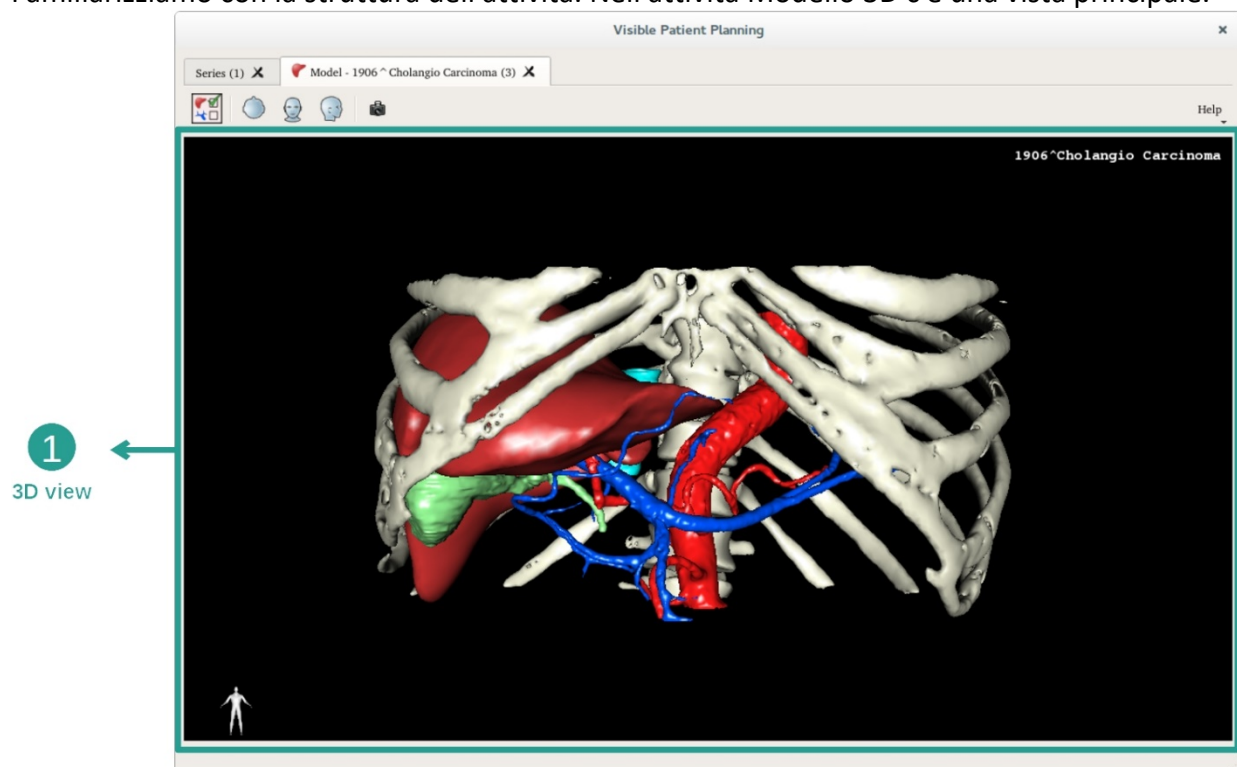 Familiarizziamo con la struttura dell'attività. Nell'attività Modello 3D c'è una vista principale.
Visible Patient Planning
Series (1)
Model - 1906 ^ Cholangio Carcinoma (3)
Help
1906^Cholangio Carcinoma
1
3D view